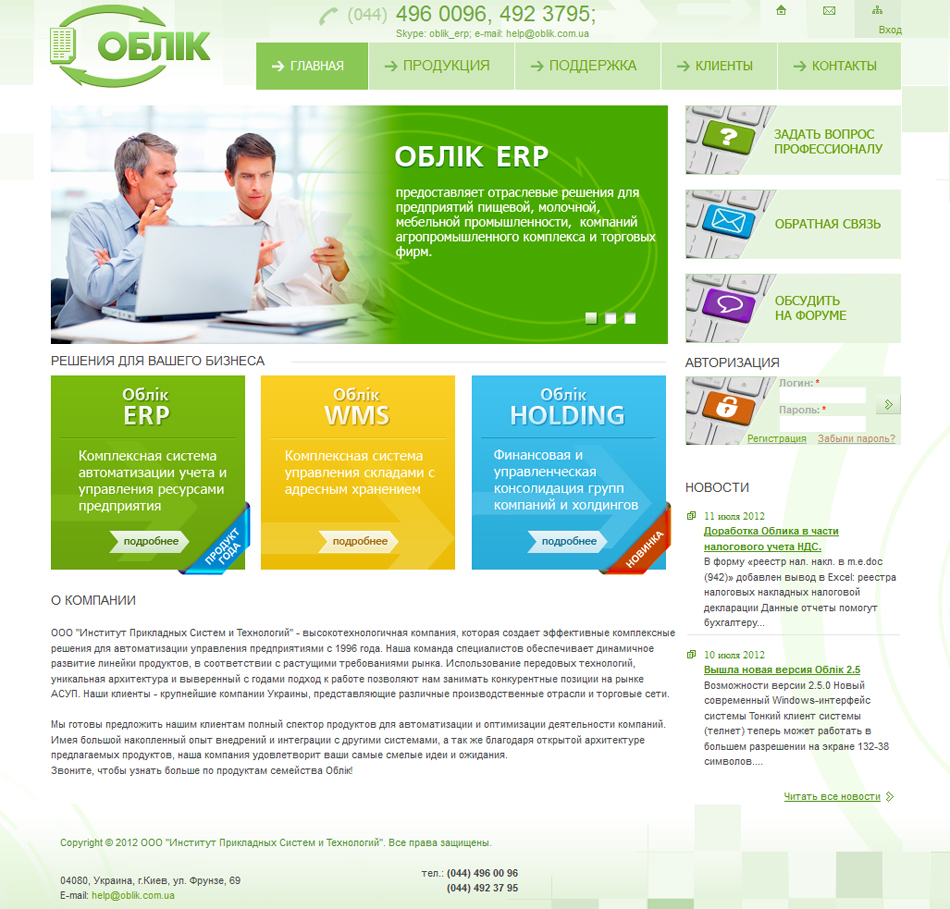 ОБЛІК
(044) 496 0096, 492 3795;
Skype: oblik_erp; e-mail: help@oblik.com.ua
Вход
ГЛАВНАЯ
ПРОДУКЦИЯ
ПОДДЕРЖКА
КЛИЕНТЫ
КОНТАКТЫ
ОБЛІК ERP
предоставляет отраслевые решения для
предприятий пищевой, молочной,
мебельной промышленности, компаний
агропромышленного комплекса и торговых
фирм.
ЗАДАТЬ ВОПРОС
ПРОФЕССИОНАЛУ
ОБРАТНАЯ СВЯЗЬ
ОБСУДИТЬ
НА ФОРУМЕ
РЕШЕНИЯ ДЛЯ ВАШЕГО БИЗНЕСА
Облік
ERP
Комплексная система
автоматизации учета и
управления ресурсами
предприятия
подробнее
ПРОДУКТ
ГОДА
Облік
WMS
Комплексная система
управления складами с
адресным хранением
подробнее
Облік
HOLDING
Финансовая и
управленческая
консолидация групп
компаний и холдингов
подробнее
НОВИНКА
АВТОРИЗАЦИЯ
Логин: *
Пароль: *
Регистрация Забыли пароль?
НОВОСТИ
11 июля 2012
Доработка Облика в части
налогового учета НДС.
В форму «реестр нал. накл. в m.e.doc
(942)» добавлен вывод в Excel: реестра
налоговых накладных налоговой
декларации Данные отчеты помогут
бухгалтеру...
10 июля 2012
Вышла новая версия Облік 2.5
Возможности версии 2.5.0 Новый
современный Windows-интерфейс
системы Тонкий клиент системы
(телнет) теперь может работать в
большем разрешении на экране 132-38
символов....
Читать все новости
О КОМПАНИИ
ООО "Институт Прикладных Систем и Технологий" - высокотехнологичная компания, которая создает эффективные комплексные
решения для автоматизации управления предприятиями с 1996 года. Наша команда специалистов обеспечивает динамичное
развитие линейки продуктов, в соответствии с растущими требованиями рынка. Использование передовых технологий,
уникальная архитектура и выверенный с годами подход к работе позволяют нам занимать конкурентные позиции на рынке
АСУП. Наши клиенты - крупнейшие компании Украины, представляющие различные производственные отрасли и торговые сети.
Мы готовы предложить нашим клиентам полный спектор продуктов для автоматизации и оптимизации деятельности компаний.
Имея большой накопленный опыт внедрений и интеграции с другими системами, а так же благодаря открытой архитектуре
предлагаемых продуктов, наша компания удовлетворит ваши самые смелые идеи и ожидания.
Звоните, чтобы узнать больше по продуктам семейства Облік!
Copyright © 2012 ООО "Институт Прикладных Систем и Технологий". Все права защищены.
04080, Украина, г.Киев, ул. Фрунзе, 69
E-mail: help@oblik.com.ua
тел.: (044) 496 00 96
(044) 492 37 95